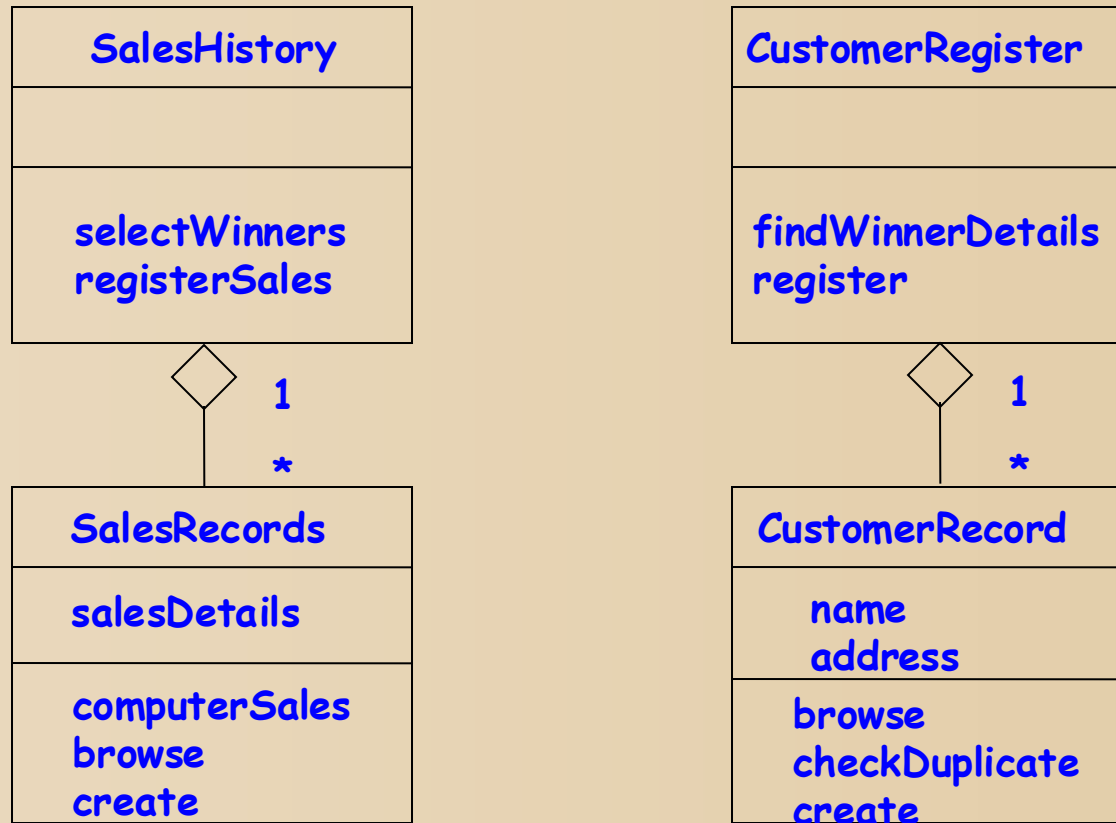 SalesHistory
selectWinners
registerSales
1
*
SalesRecords
salesDetails
computerSales
browse
create
CustomerRegister
findWinnerDetails
register
1
*
CustomerRecord
name
address
browse
checkDuplicate
create